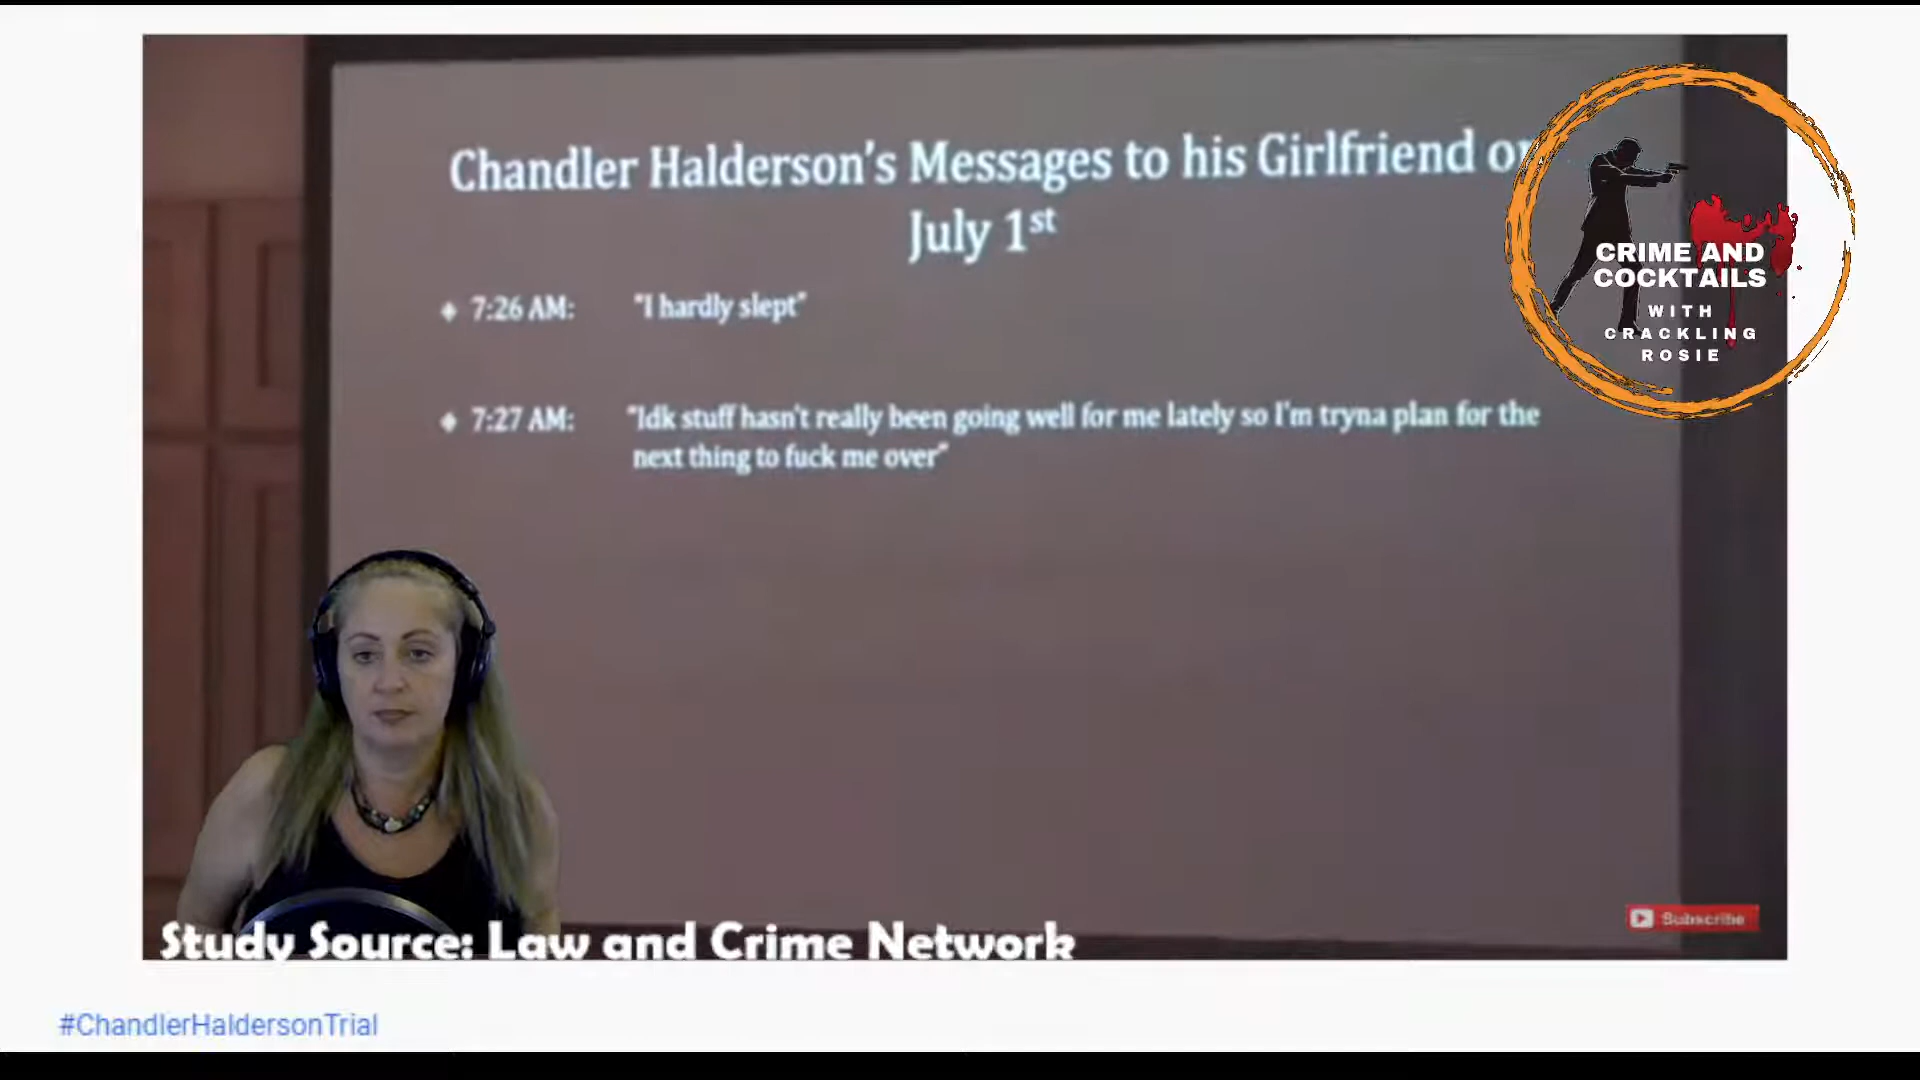 Chandler Halderson's Messages to his Girlfriend
July 1st
7:26 AM: "I hardly slept"
7:27 AM: "Idk stuff hasn't really been going well for me lately so I'm tryna plan for the
next thing to fuck me over"
CRIME AND
COCKTAILS
WITH
CRACKLING
ROSIE
Subscribe
Study Source: Law and Crime Network
#ChandlerHaldersonTrial